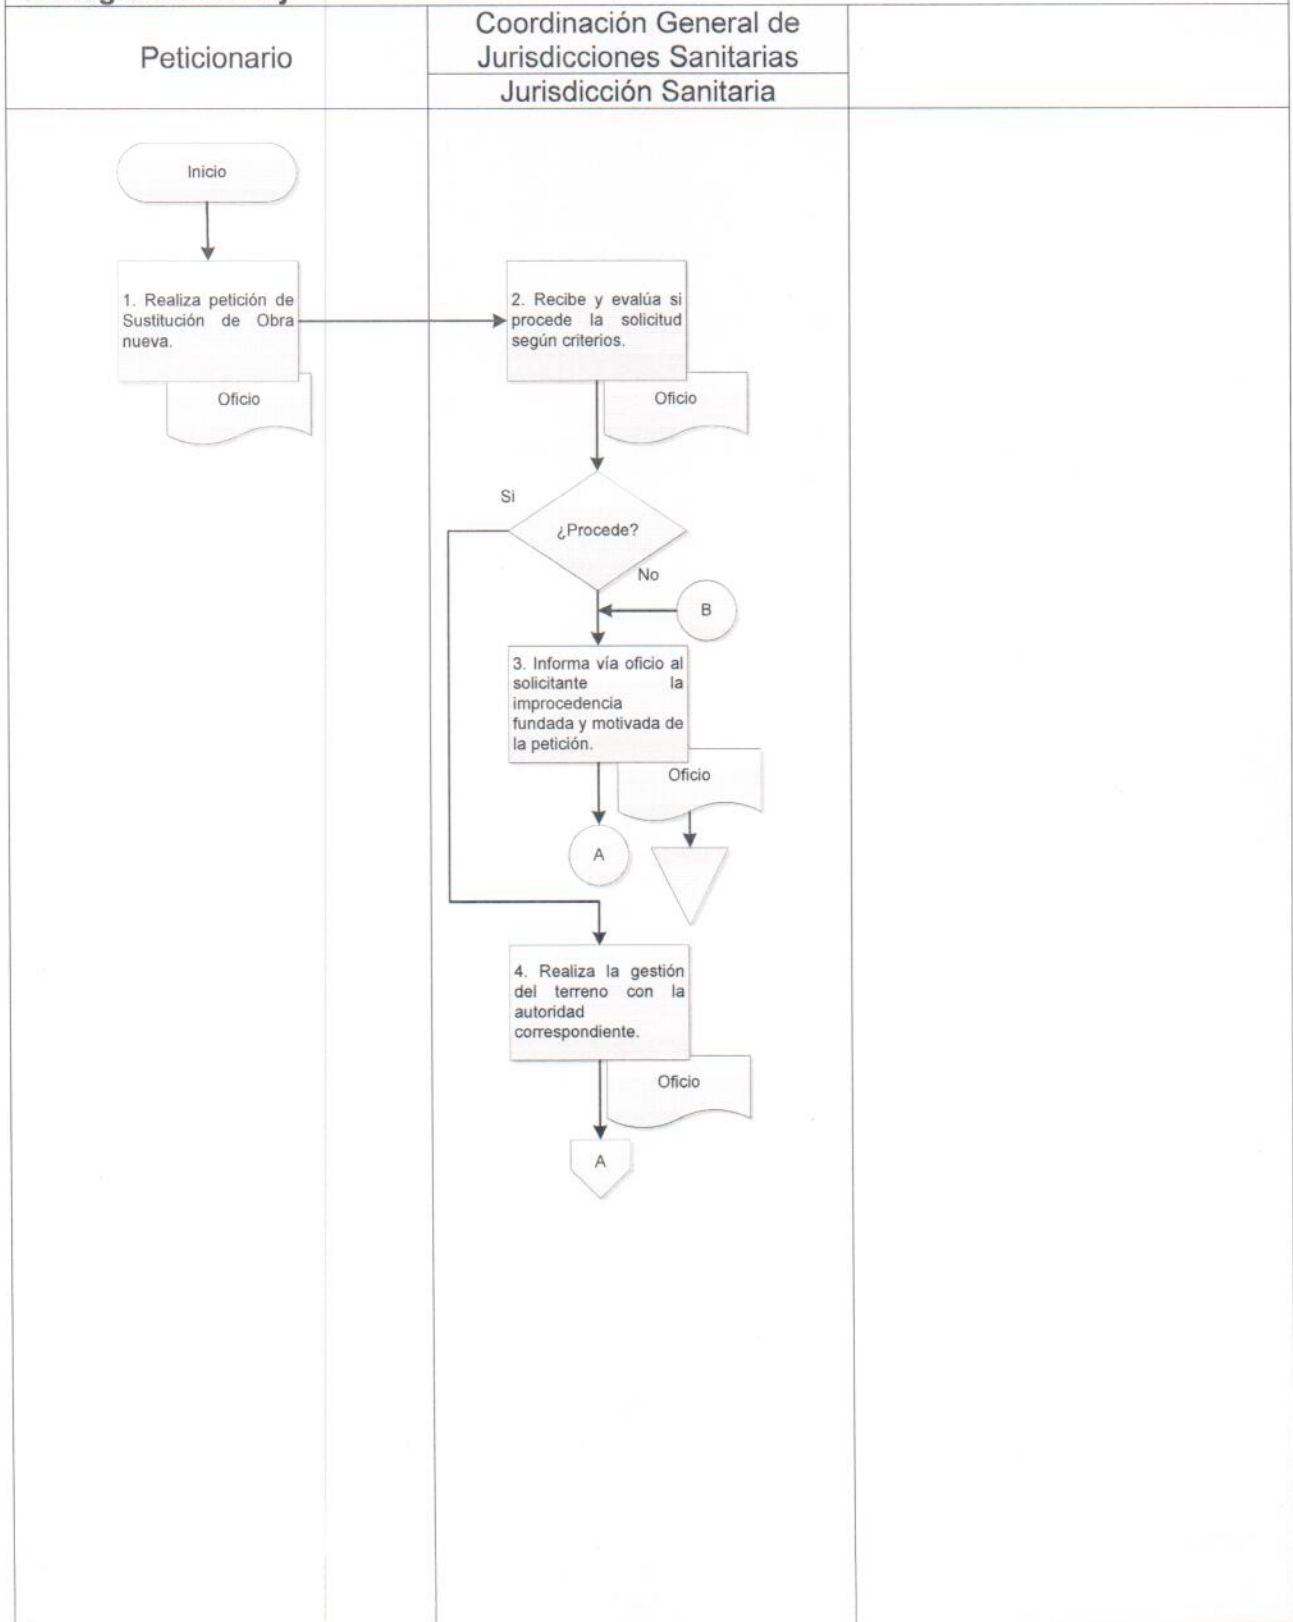 Peticionario
Coordinación General de
Jurisdicciones Sanitarias
Jurisdicción Sanitaria
Inicio
1. Realiza petición de
Sustitución de Obra
nueva.
Oficio
2. Recibe y evalúa si
procede la solicitud
según criterios.
Oficio
¿Procede?
Si
No
B
3. Informa vía oficio al
solicitante la
improcedencia
fundada y motivada de
la petición.
Oficio
A
4. Realiza la gestión
del terreno con la
autoridad
correspondiente.
Oficio
A